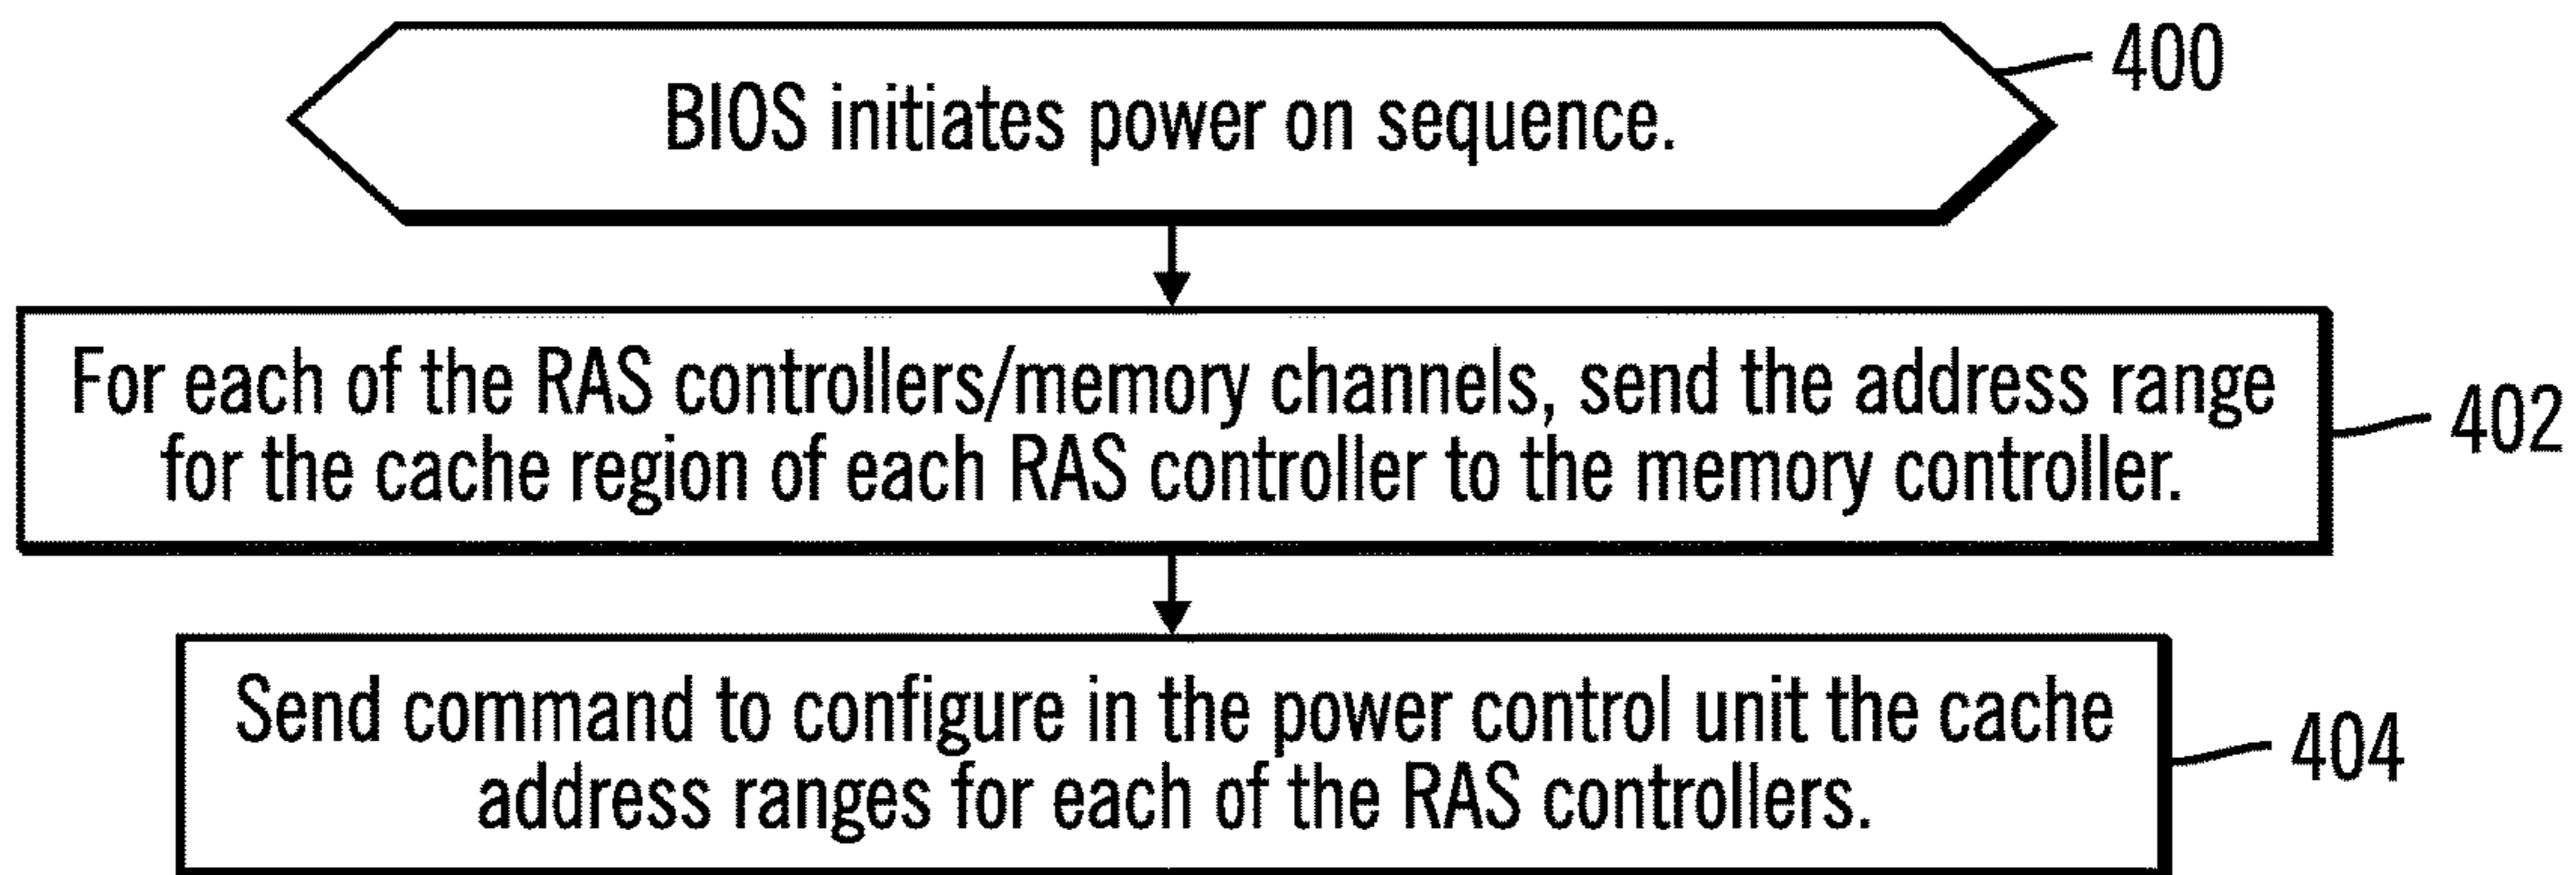 BIOS initiates power on sequence.
400
For each of the RAS controllers/memory channels, send the address range
for the cache region of each RAS controller to the memory controller.
402
Send command to configure in the power control unit the cache
address ranges for each of the RAS controllers.
404